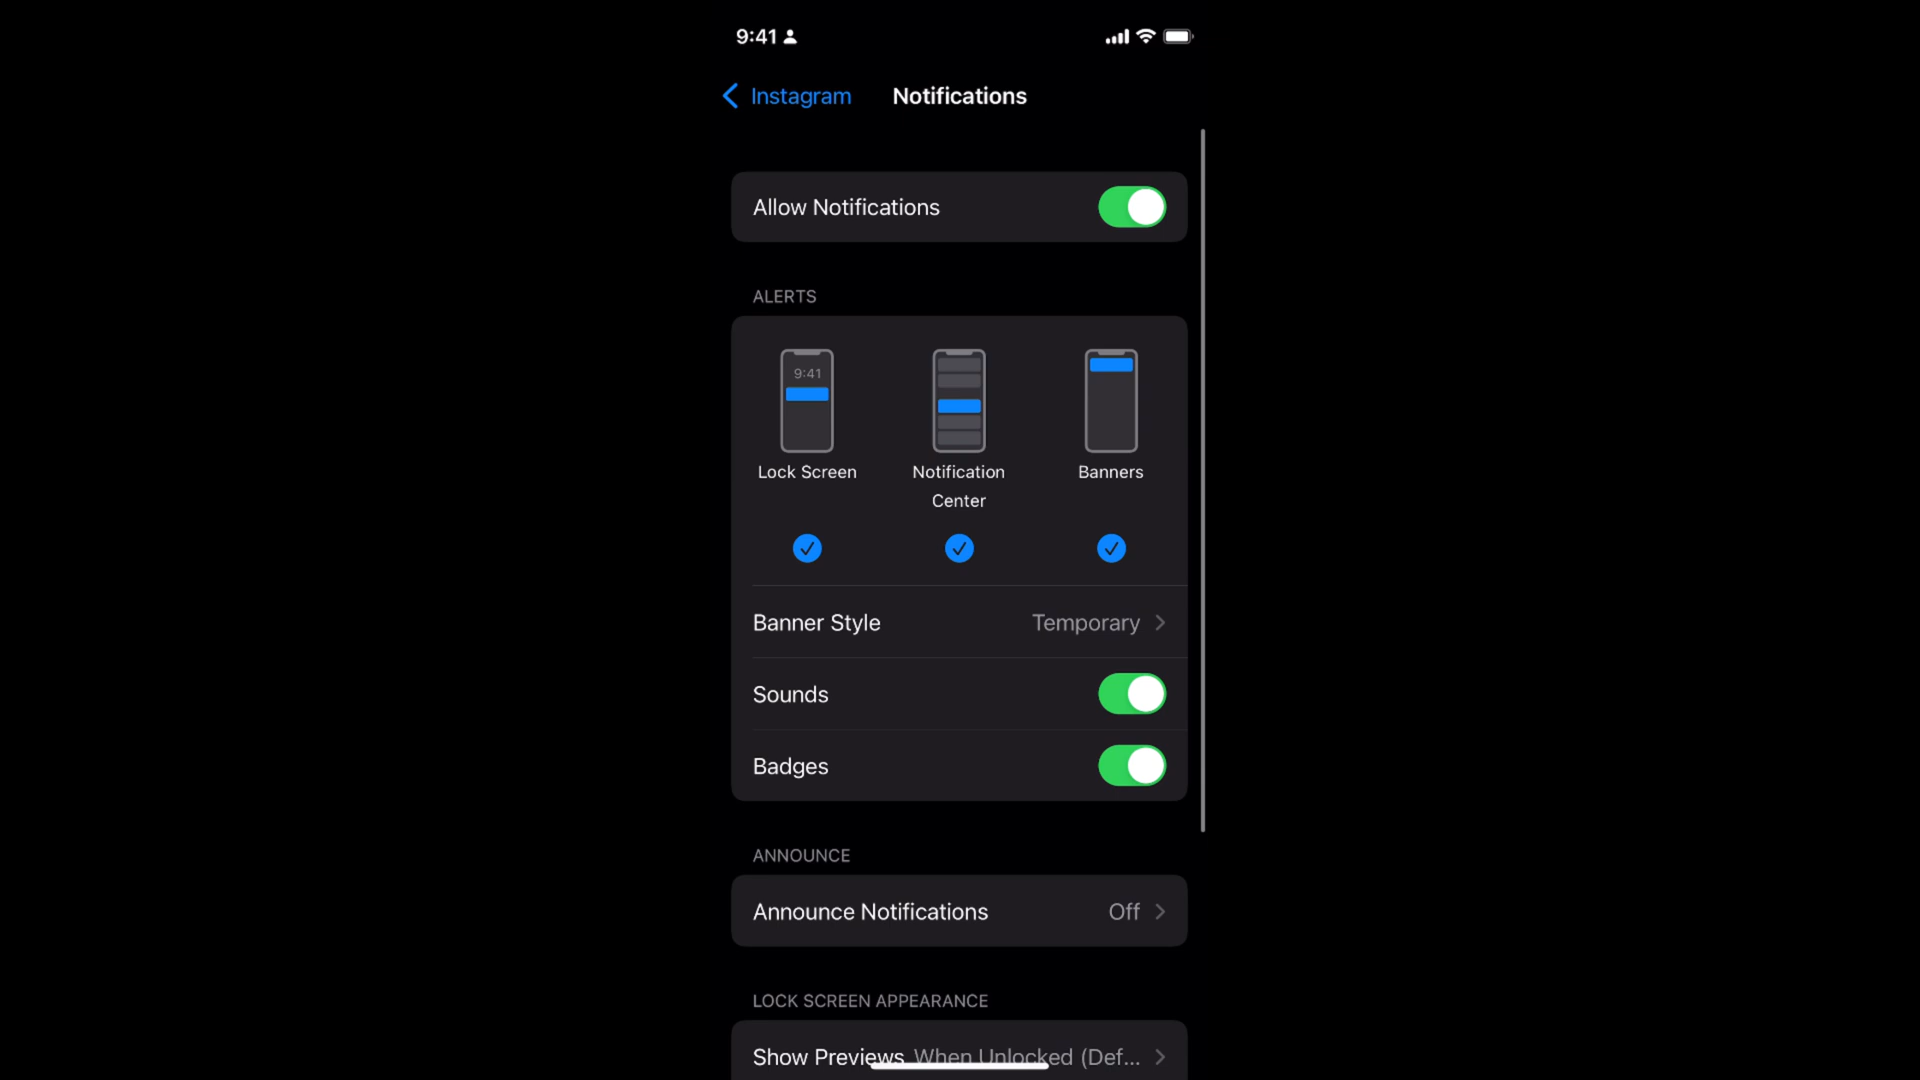 9:41
Instagram Notifications
Allow Notifications
ALERTS
9:41
Lock Screen
Notification
Center
Banners
Banner Style Temporary
Sounds
Badges
ANNOUNCE
Announce Notifications Off
LOCK SCREEN APPEARANCE
Show Previews When Unlocked (Def...